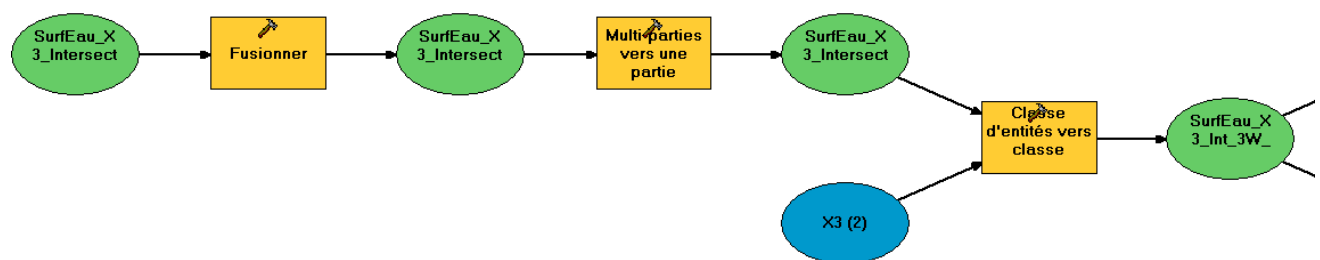 SurfEau_X
3_Intersect
Fusionner
SurfEau_X
3_Intersect
Multi-parties
vers une
partie
SurfEau_X
3_Intersect
Classe
d'entités vers
classe
SurfEau_X
3_Int_3W_
X3 (2)